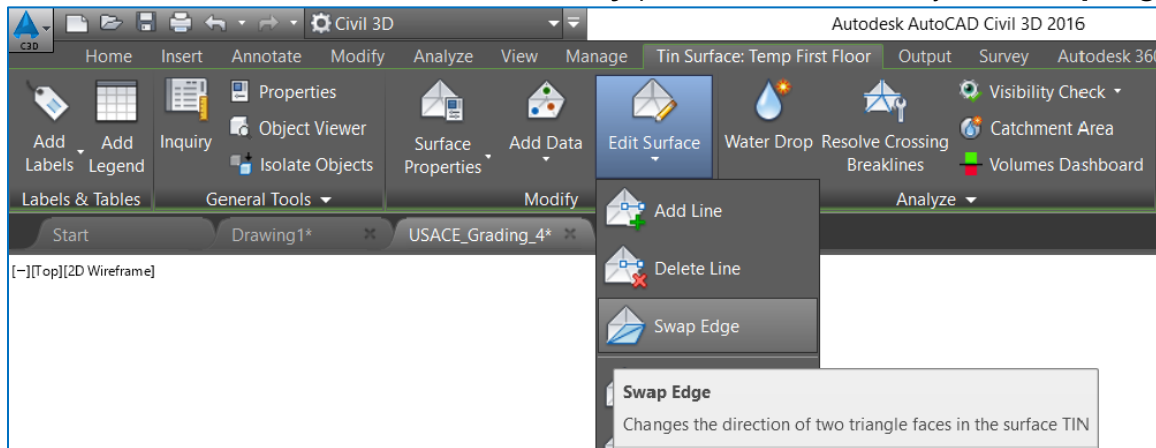 Civil 3D
Autodesk AutoCAD Civil 3D 2016
C3D
Home Insert Annotate Modify Analyze View Manage Tin Surface: Temp First Floor Output Survey Autodesk 360
Add Labels
Add Legend
Inquiry
Properties
Object Viewer
Isolate Objects
Surface Properties
Add Data
Edit Surface
Water Drop
Resolve Crossing Breaklines
Visibility Check
Catchment Area
Volumes Dashboard
Labels & Tables
General Tools
Modify
Analyze
Start
Drawing1*
USACE_Grading_4*
[–][Top][2D Wireframe]
Add Line
Delete Line
Swap Edge
Swap Edge
Changes the direction of two triangle faces in the surface TIN